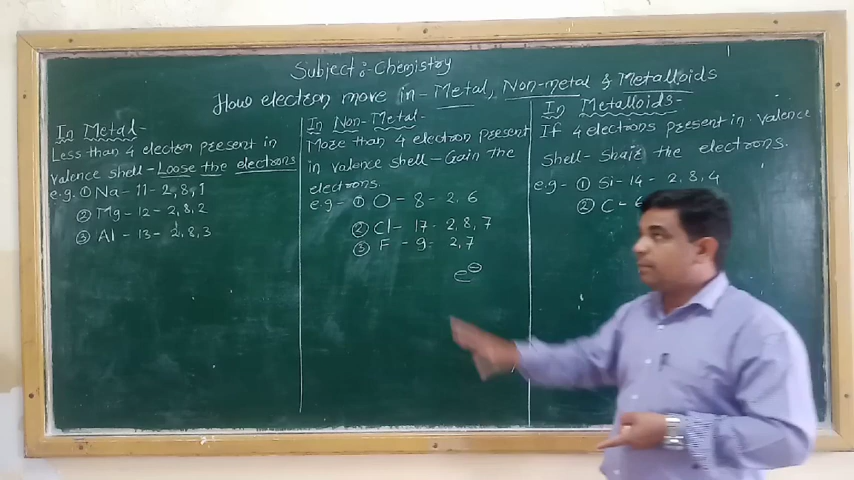 Subject :- Chemistry
How electron move in - Metal, Non-metal & Metalloids
In Metal -
Less than 4 electron present in
valence shell - Loose the electrons
e.g. ① Na - 11 - 2, 8, 1
② Mg - 12 - 2, 8, 2
③ Al - 13 - 2, 8, 3
In Non-Metal -
More than 4 electron present
in valence shell - Gain the
electrons.
e.g - ① O - 8 - 2, 6
② Cl - 17 - 2, 8, 7
③ F - 9 - 2, 7
e⊖
In Metalloids -
If 4 electrons present in valence
shell - Share the electrons.
e.g - ① Si - 14 - 2, 8, 4
② C -